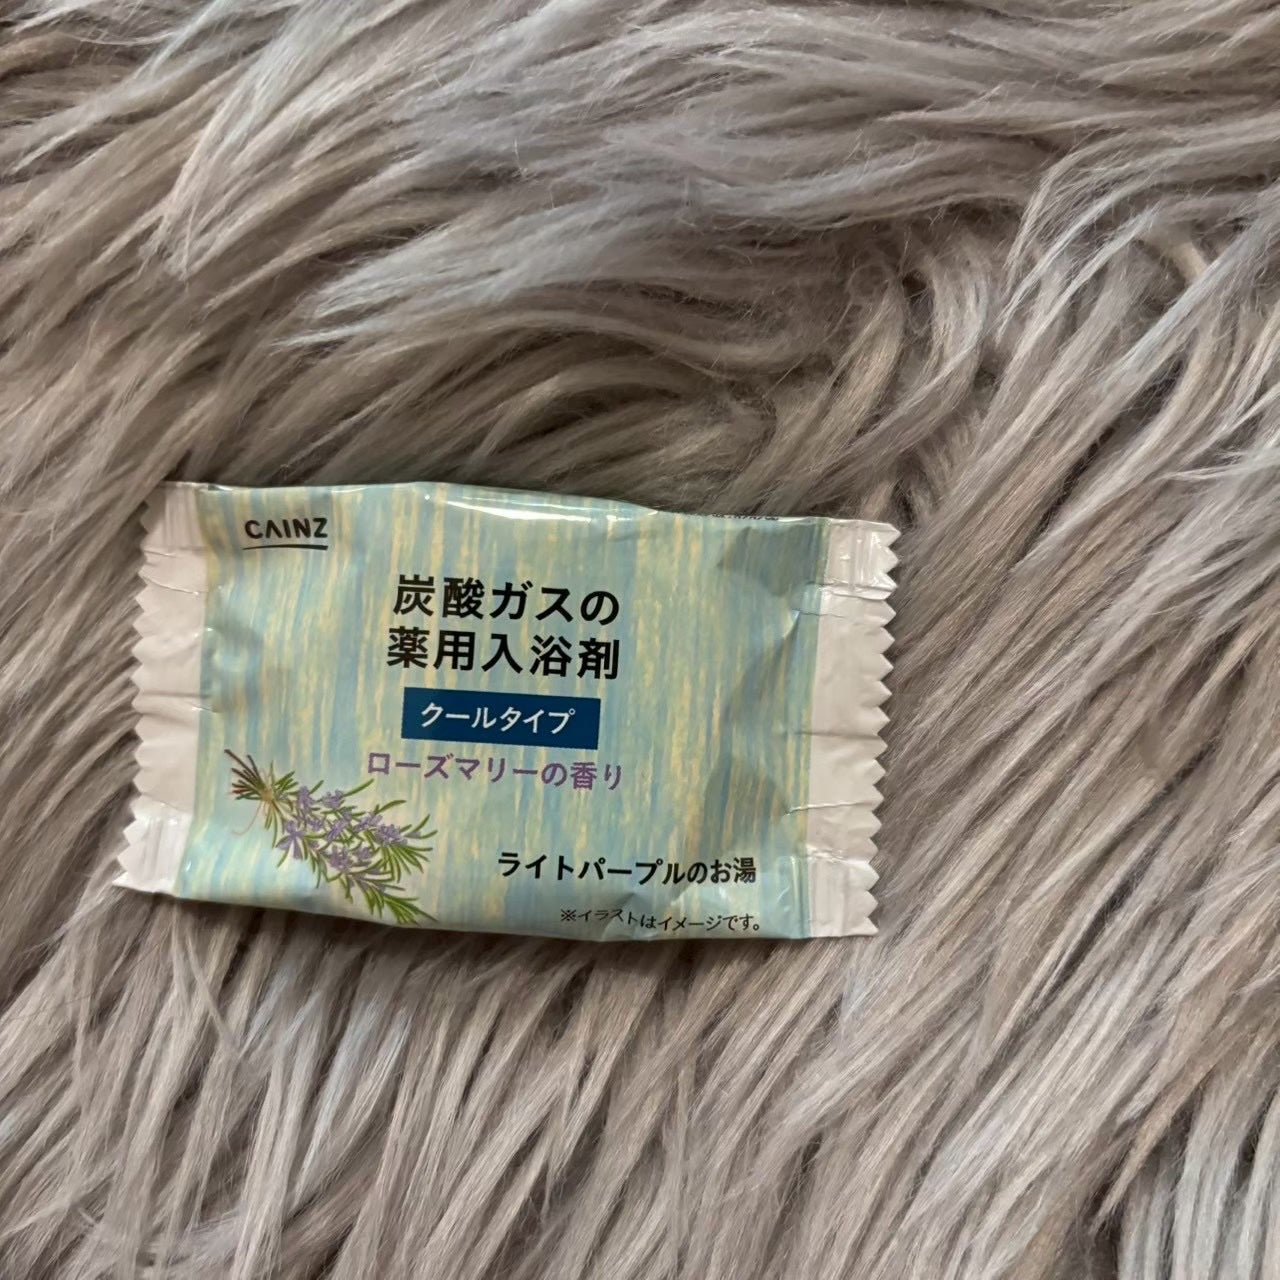 CAINZ
炭酸ガスの
薬用入浴剤
クールタイプ
ローズマリーの香り
ライトパープルのお湯
※イラストはイメージです。